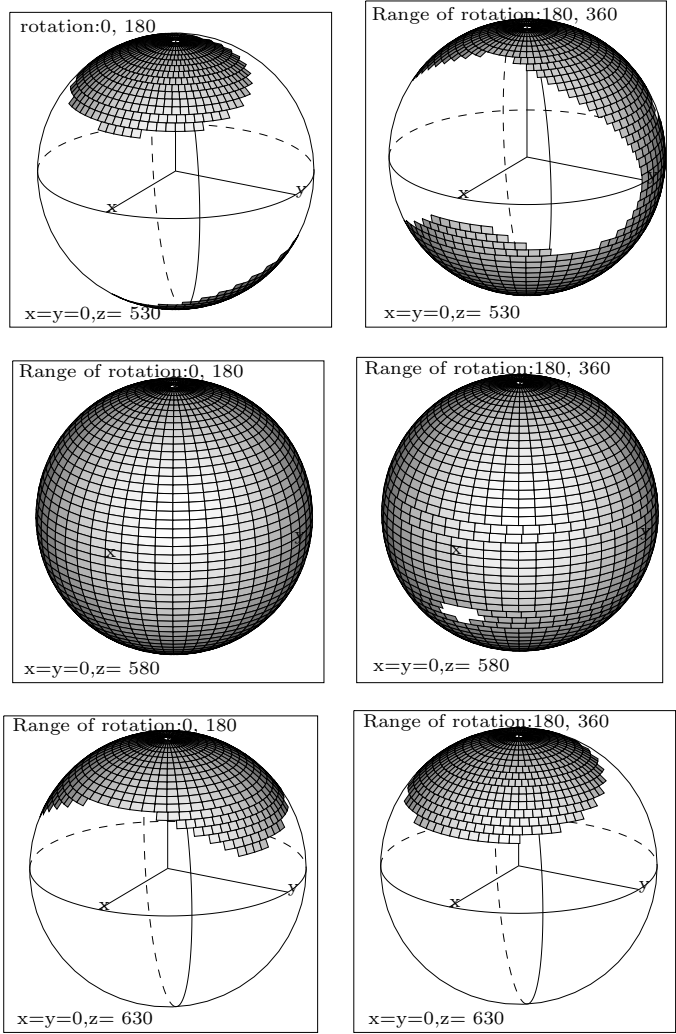 rotation:0, 180
Range of rotation:180, 360
x
y
x
x=y=0,z= 530
x=y=0,z= 530
Range of rotation:0, 180
Range of rotation:180, 360
x
x
x=y=0,z= 580
x=y=0,z= 580
Range of rotation:0, 180
Range of rotation:180, 360
x
y
x
y
x=y=0,z= 630
x=y=0,z= 630